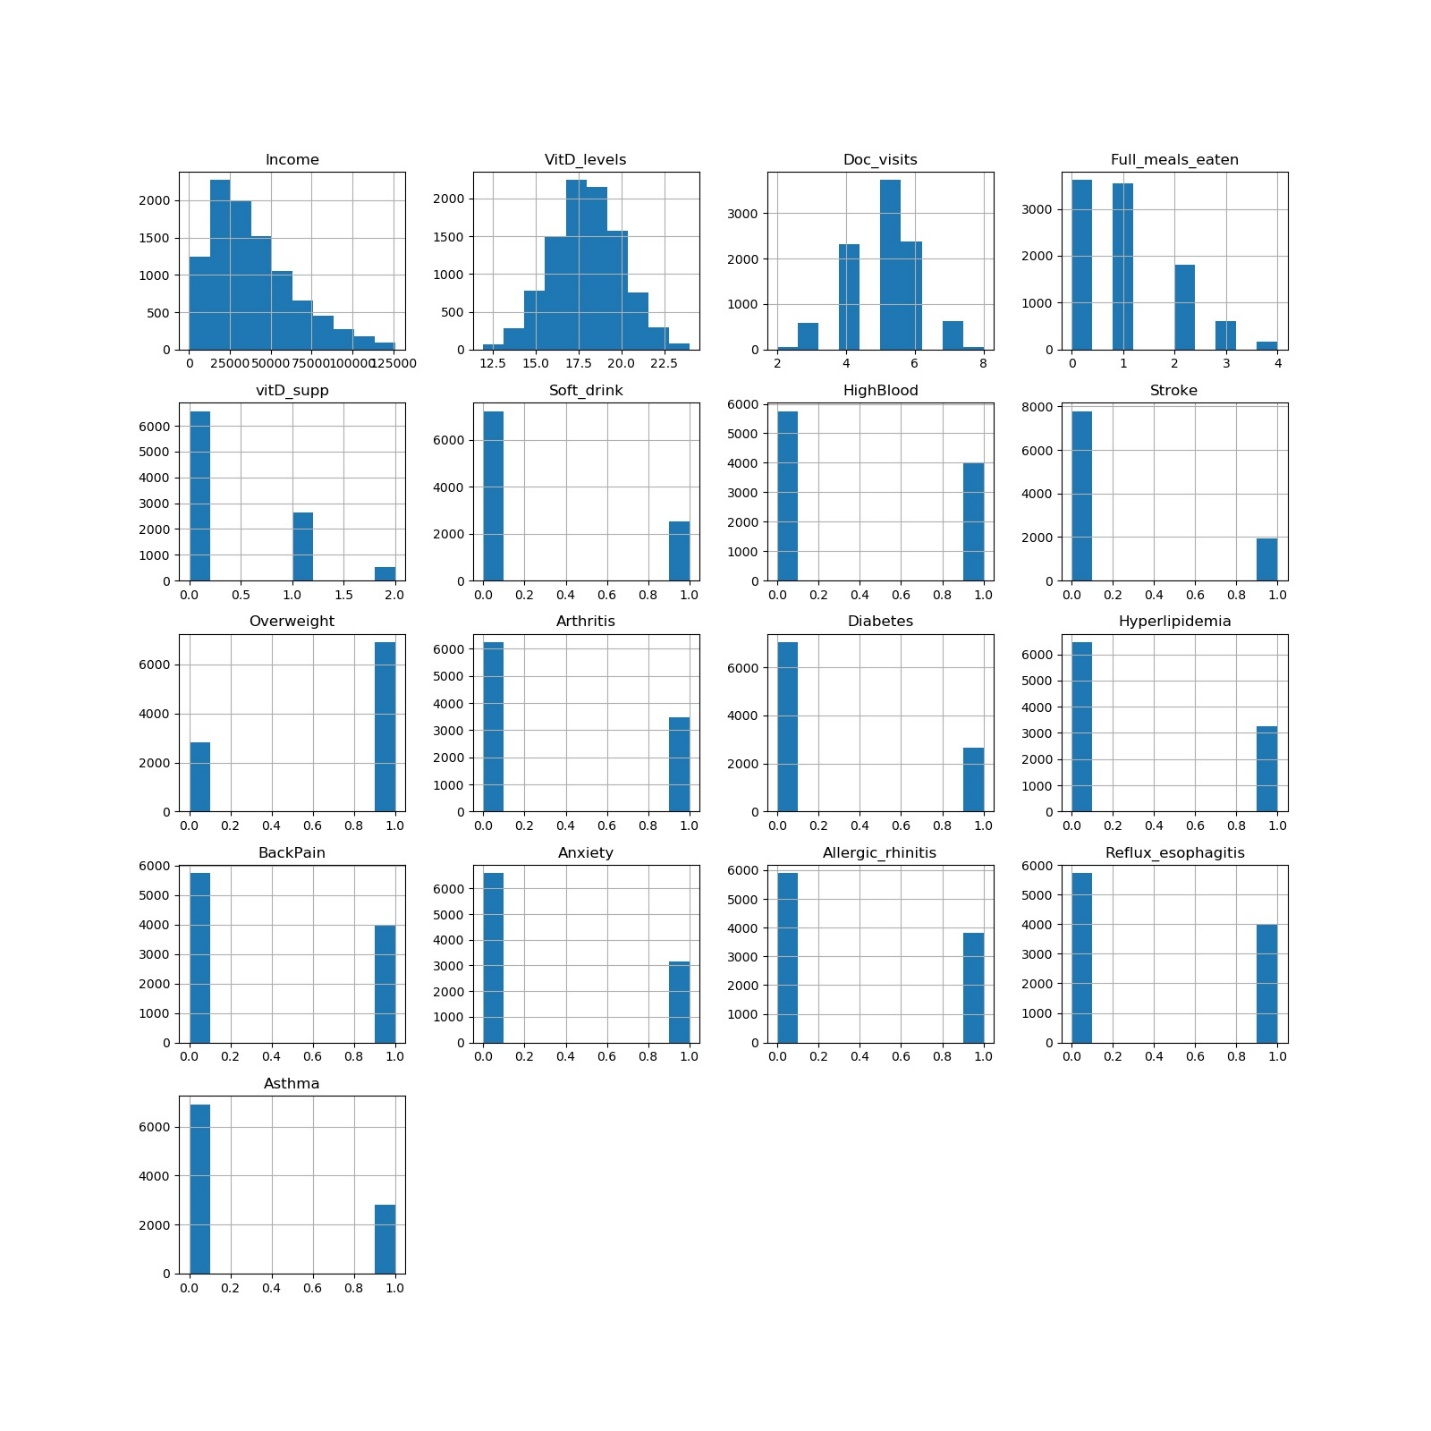 Income VitD_levels Doc_visits Full_meals_eaten
2000 2000 3000 3000
1500 1500 2000 2000
1000 1000 1000 1000
500 500
0 0 0 0
0 25000 50000 75000 100000 125000 12.5 15.0 17.5 20.0 22.5 2 4 6 8 0 1 2 3 4
vitD_supp Soft_drink HighBlood Stroke
6000 6000 6000 8000
5000 4000 5000 6000
4000 2000 4000 4000
3000 0 3000 2000
2000 2000 0
1000 1000
0 0
0.0 0.5 1.0 1.5 2.0 0.0 0.2 0.4 0.6 0.8 1.0 0.0 0.2 0.4 0.6 0.8 1.0 0.0 0.2 0.4 0.6 0.8 1.0
Overweight Arthritis Diabetes Hyperlipidemia
6000 6000 6000 6000
4000 5000 4000 5000
2000 4000 2000 4000
0 3000 0 3000
2000 2000
1000 1000
0 0
0.0 0.2 0.4 0.6 0.8 1.0 0.0 0.2 0.4 0.6 0.8 1.0 0.0 0.2 0.4 0.6 0.8 1.0 0.0 0.2 0.4 0.6 0.8 1.0
BackPain Anxiety Allergic_rhinitis Reflux_esophagitis
6000 6000 6000 6000
5000 5000 5000 5000
4000 4000 4000 4000
3000 3000 3000 3000
2000 2000 2000 2000
1000 1000 1000 1000
0 0 0 0
0.0 0.2 0.4 0.6 0.8 1.0 0.0 0.2 0.4 0.6 0.8 1.0 0.0 0.2 0.4 0.6 0.8 1.0 0.0 0.2 0.4 0.6 0.8 1.0
Asthma
6000
4000
2000
0
0.0 0.2 0.4 0.6 0.8 1.0